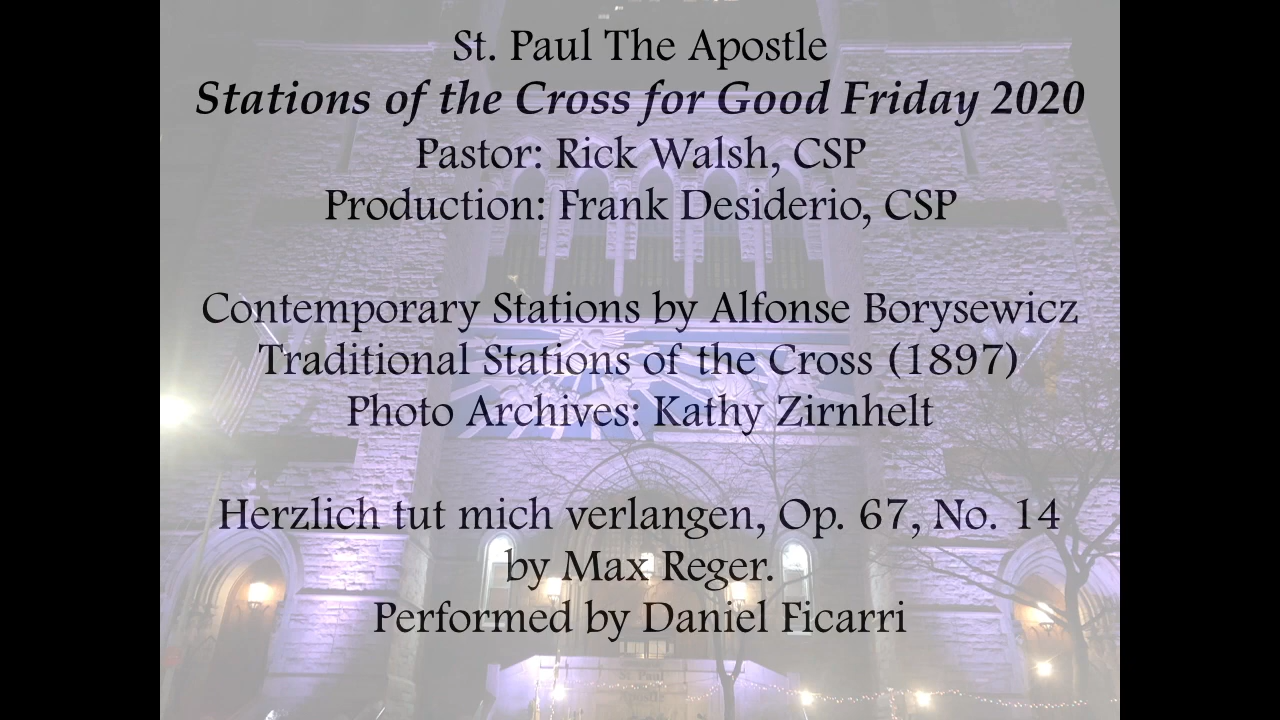 St. Paul The Apostle
Stations of the Cross for Good Friday 2020
Pastor: Rick Walsh, CSP
Production: Frank Desiderio, CSP
Contemporary Stations by Alfonse Borysewicz
Traditional Stations of the Cross (1897)
Photo Archives: Kathy Zirnhelt
Herzlich tut mich verlangen, Op. 67, No. 14
by Max Reger.
Performed by Daniel Ficarri
St. Paul